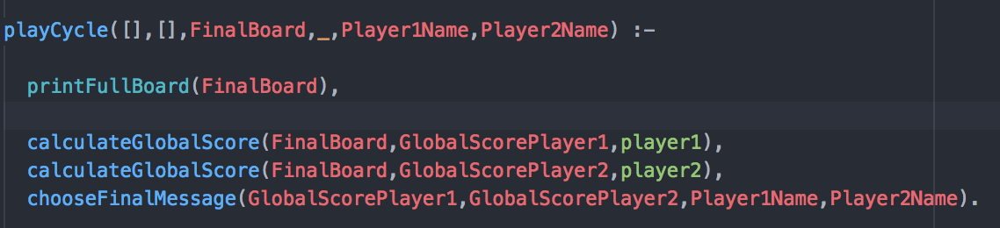 playCycle([],[],FinalBoard,_,Player1Name,Player2Name) :-
printFullBoard(FinalBoard),
calculateGlobalScore(FinalBoard,GlobalScorePlayer1,player1),
calculateGlobalScore(FinalBoard,GlobalScorePlayer2,player2),
chooseFinalMessage(GlobalScorePlayer1,GlobalScorePlayer2,Player1Name,Player2Name).